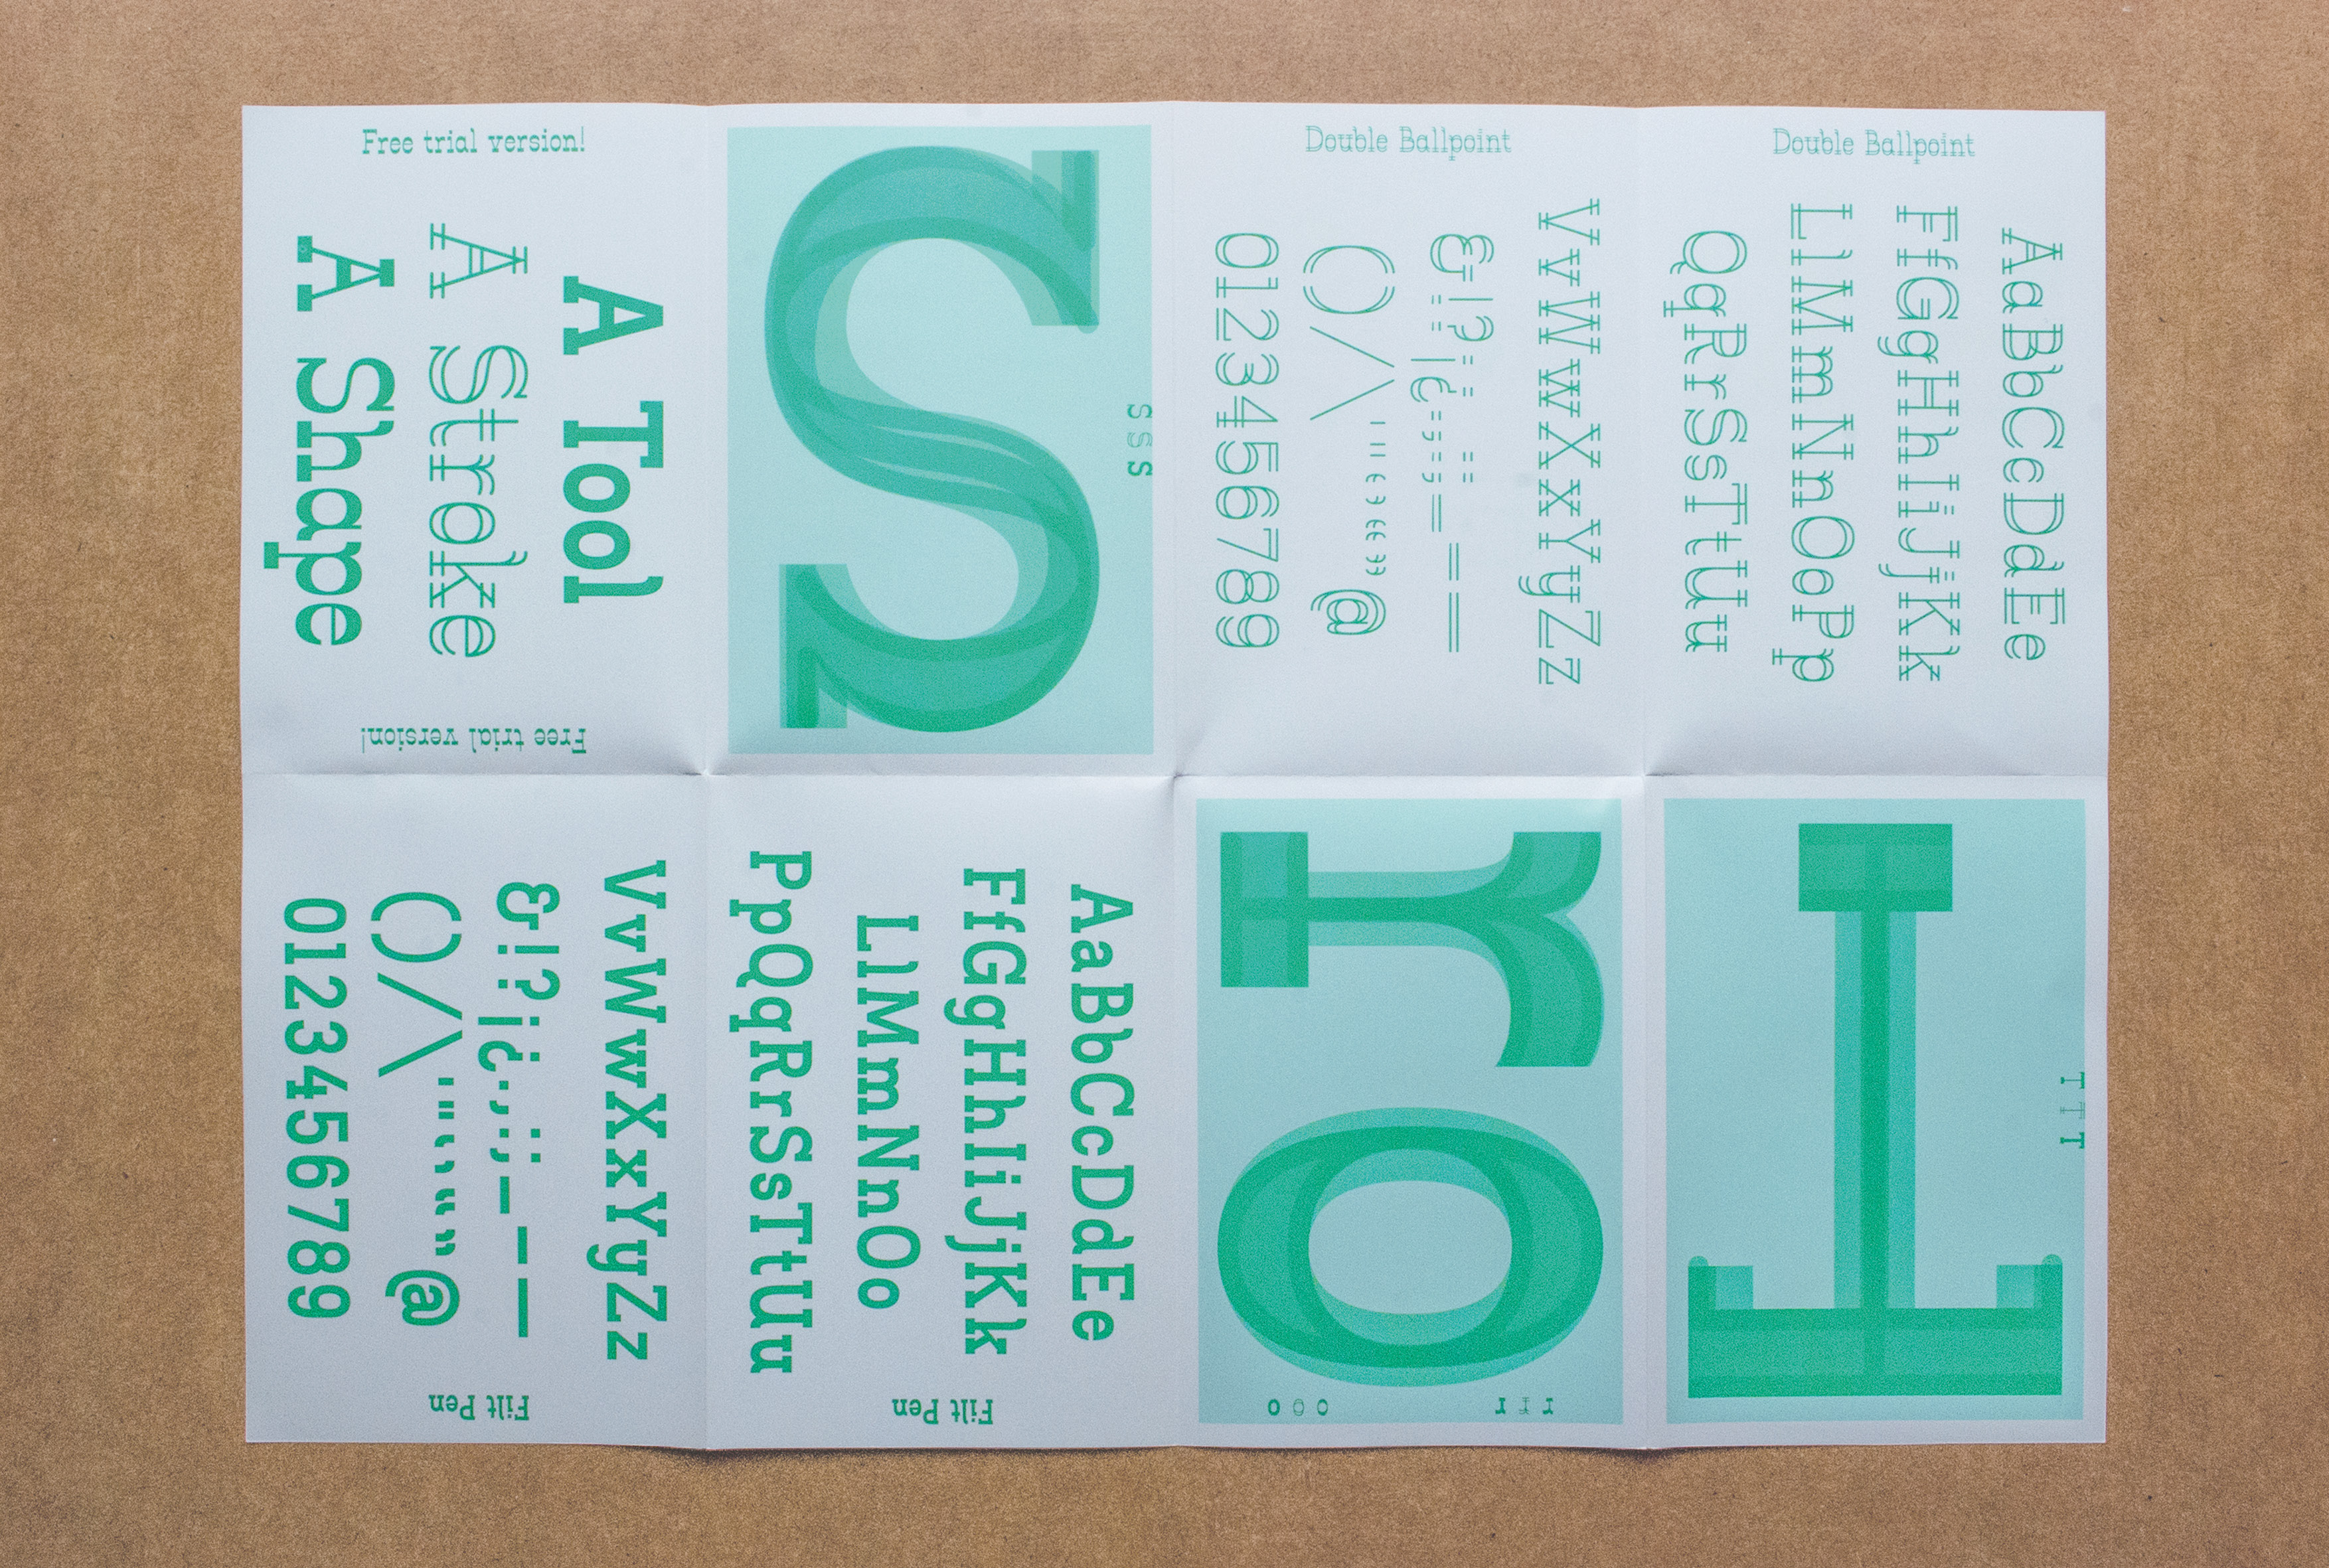 Free trial version!
A Tool
A Stroke
A Shape
Free trial version!
S
S S S
Double Ballpoint
VvWwXxYyZz
&!?¡¿.,:;-–—
()/\'"‘’“”@
0123456789
Double Ballpoint
AaBbCcDdEe
FfGgHhIiJjKk
LlMmNnOoPp
QqRrSsTtUu
VvWwXxYyZz
&!?¡¿.,:;-–—
()/\'"‘’“”@
0123456789
Filt Pen
AaBbCcDdEe
FfGgHhIiJjKk
LlMmNnOo
PpQqRrSsTtUu
Filt Pen
r
o
o o o
r r r
T
T T T